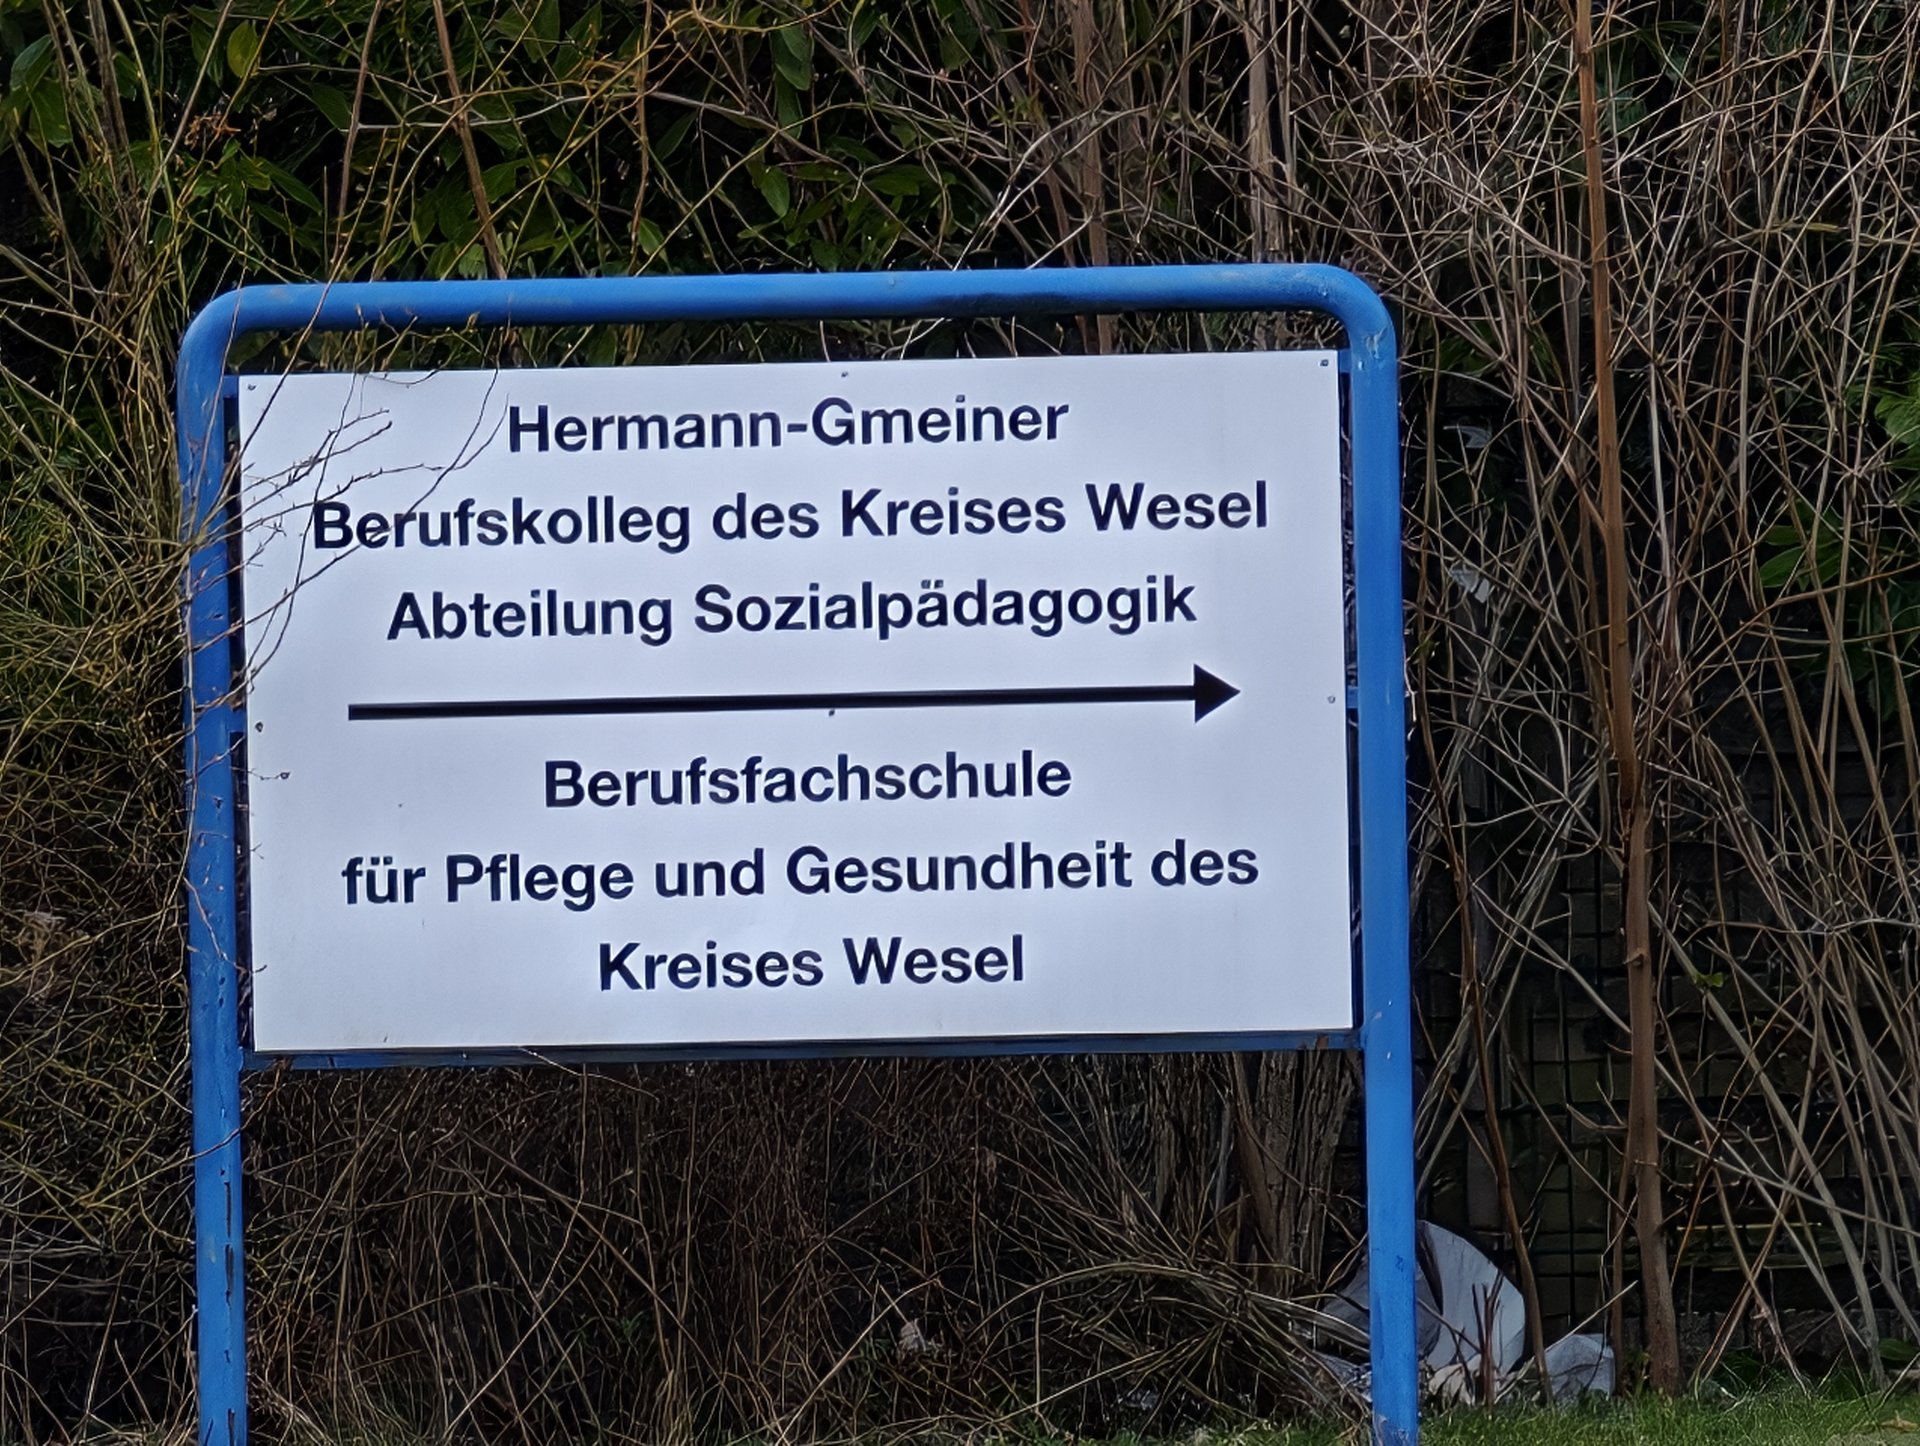 Hermann-Gmeiner
Berufskolleg des Kreises Wesel
Abteilung Sozialpädagogik
Berufsfachschule
für Pflege und Gesundheit des
Kreises Wesel